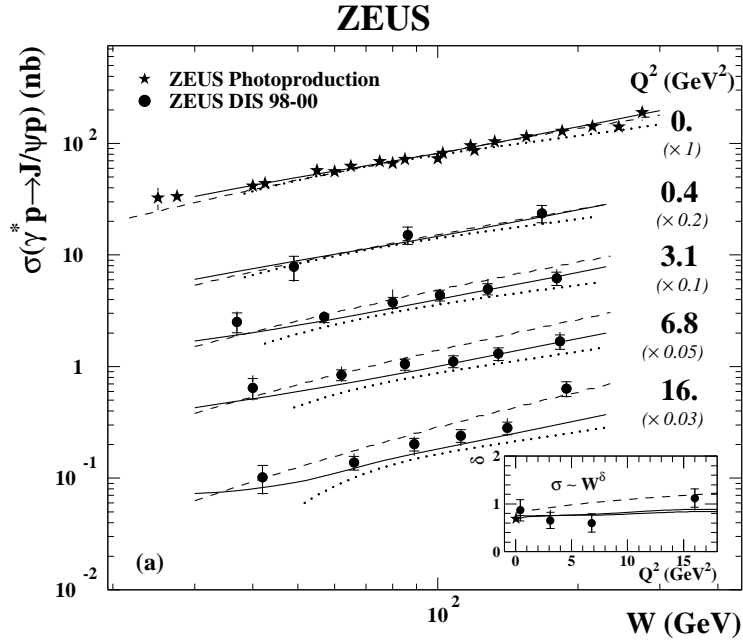 ZEUS
σ(γ* p→J/ψp) (nb)
★ ZEUS Photoproduction
● ZEUS DIS 98-00
Q² (GeV²)
0.
(× 1)
0.4
(× 0.2)
3.1
(× 0.1)
6.8
(× 0.05)
16.
(× 0.03)
10²
10
1
10⁻¹
10⁻²
(a)
δ
2
1
0
σ ~ W^δ
0 5 10 15
Q² (GeV²)
10²
W (GeV)